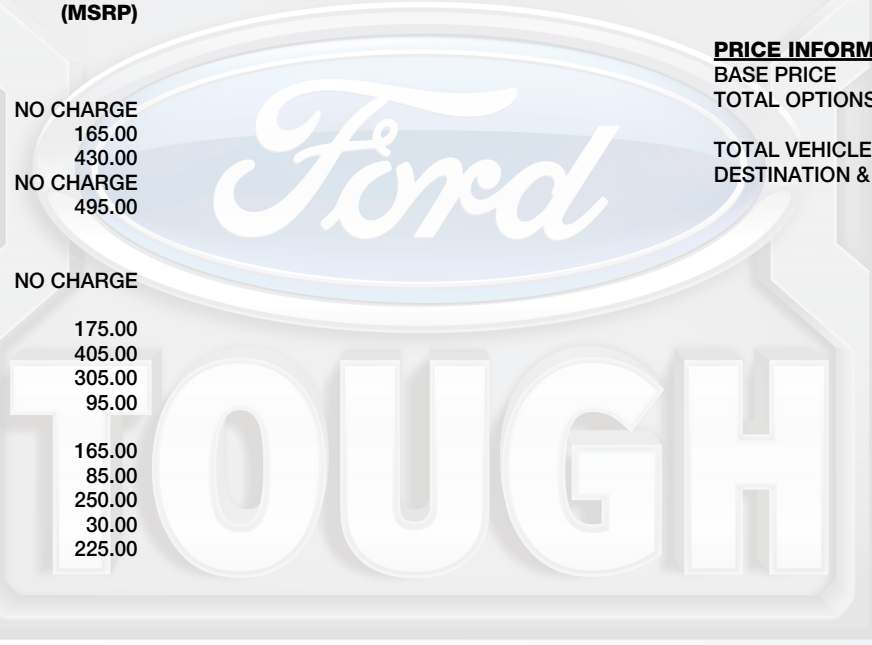 (MSRP)
NO CHARGE
165.00
430.00
NO CHARGE
495.00
NO CHARGE
175.00
405.00
305.00
95.00
165.00
85.00
250.00
30.00
225.00
PRICE INFORM
BASE PRICE
TOTAL OPTIONS
TOTAL VEHICLE
DESTINATION &
Ford
TOUGH